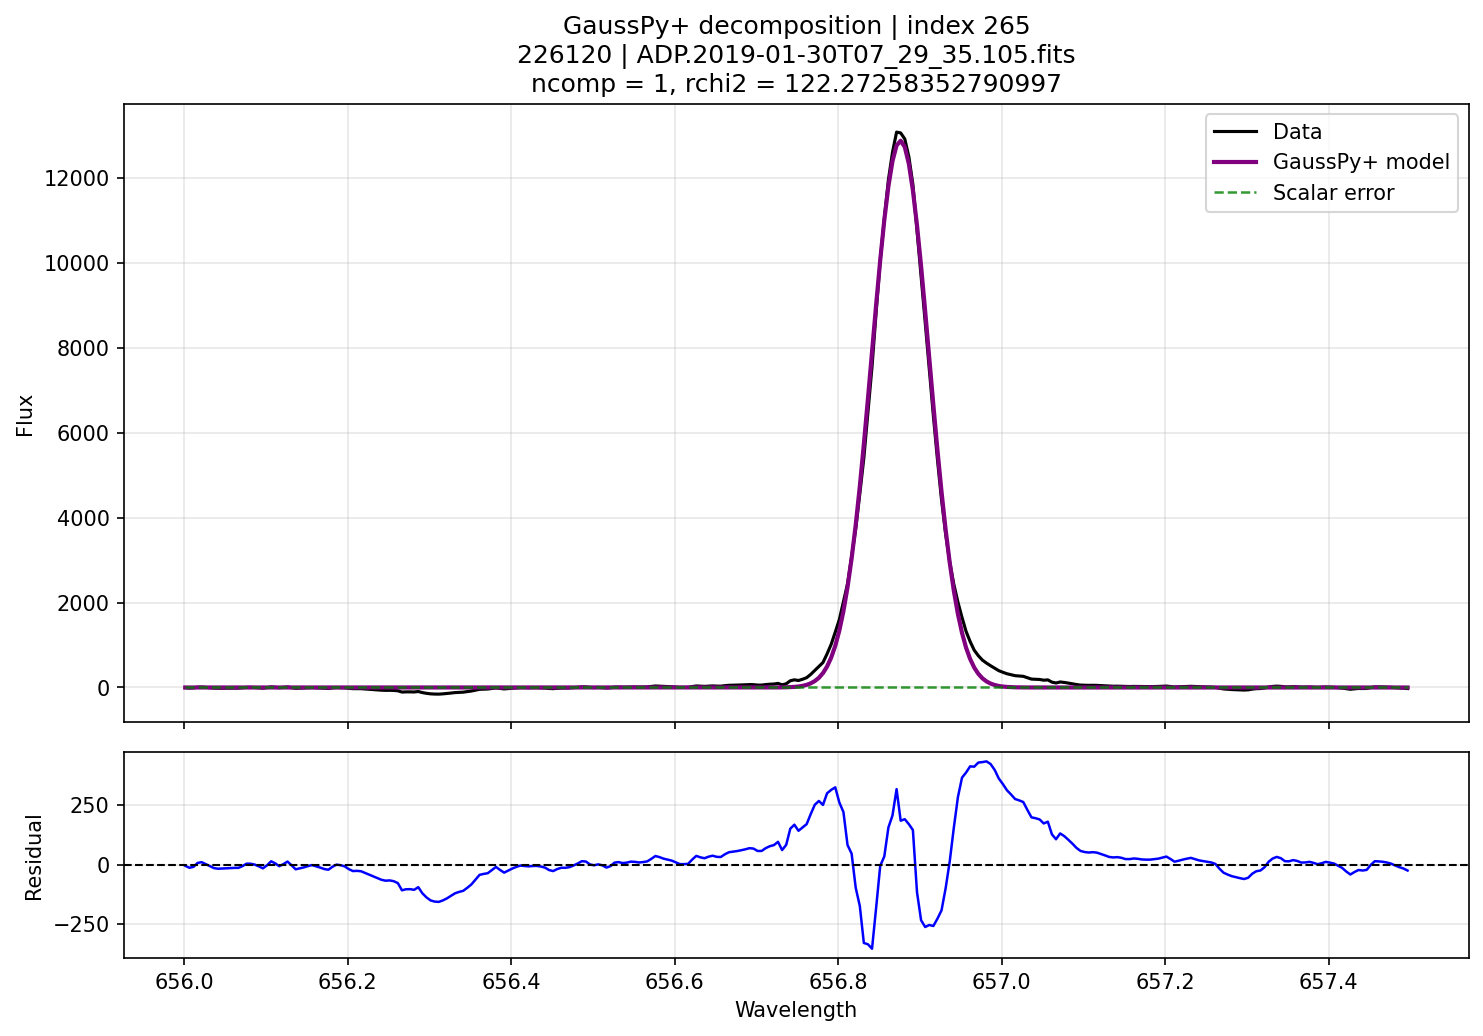 GaussPy+ decomposition | index 265
226120 | ADP.2019-01-30T07_29_35.105.fits
ncomp = 1, rchi2 = 122.27258352790997
Data
GaussPy+ model
Scalar error
Flux
12000
10000
8000
6000
4000
2000
0
Residual
250
0
−250
656.0 656.2 656.4 656.6 656.8 657.0 657.2 657.4
Wavelength